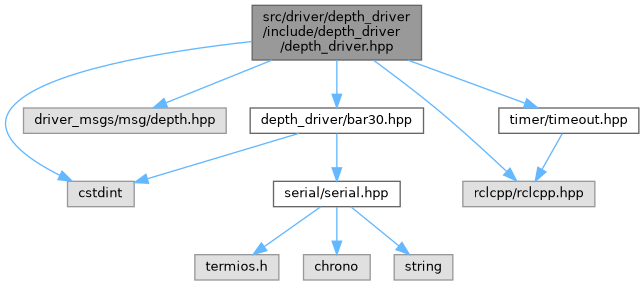 src/driver/depth_driver
/include/depth_driver
/depth_driver.hpp
driver_msgs/msg/depth.hpp
depth_driver/bar30.hpp
timer/timeout.hpp
cstdint
serial/serial.hpp
rclcpp/rclcpp.hpp
termios.h
chrono
string